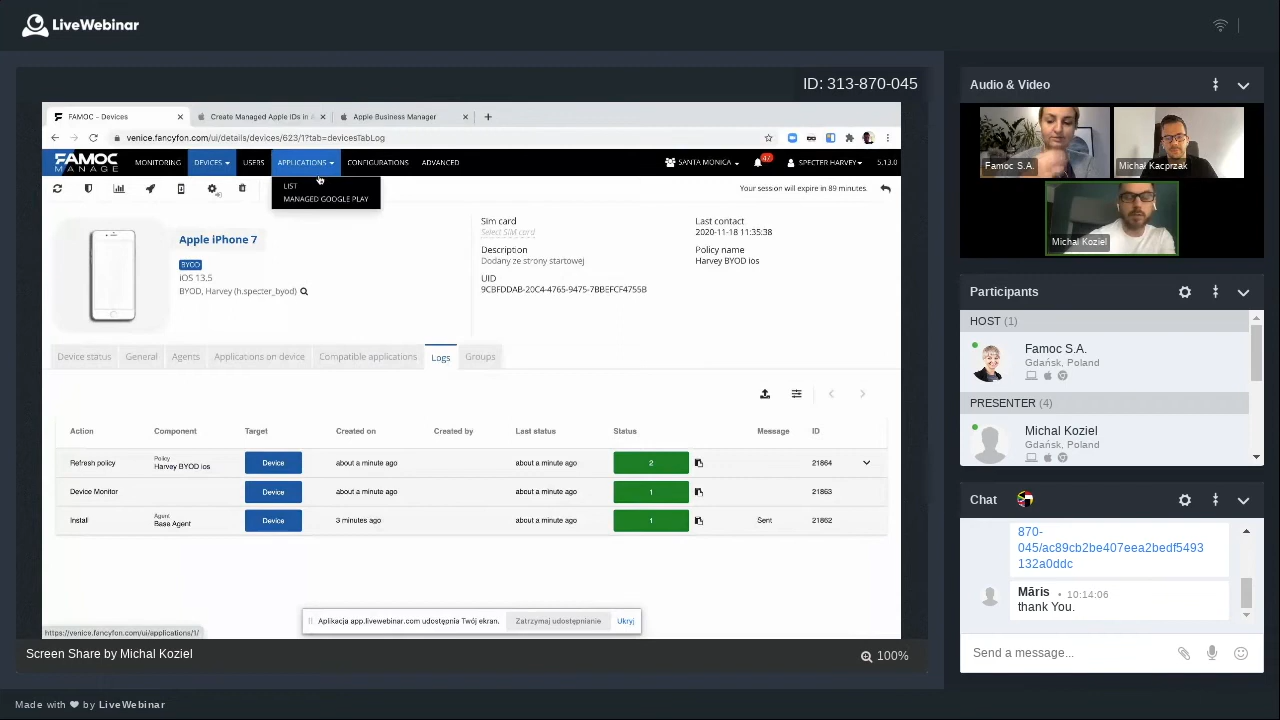 LiveWebinar
ID: 313-870-045
FAMOC – Devices
Create Managed Apple IDs in A
Apple Business Manager
venice.fancyfon.com/ui/details/devices/623/1?tab=devicesTabLog
FAMOC MANAGE
MONITORING
DEVICES
USERS
APPLICATIONS
CONFIGURATIONS
ADVANCED
SANTA MONICA
47
SPECTER HARVEY
5.13.0
LIST
MANAGED GOOGLE PLAY
Your session will expire in 89 minutes.
Apple iPhone 7
BYOD
iOS 13.5
BYOD, Harvey (h.specter_byod)
Sim card
Select Sim card
Description
Dodany ze strony startowej
UID
9CBFDDAB-20C4-4765-9475-7BBEFCF4755B
Last contact
2020-11-18 11:35:38
Policy name
Harvey BYOD ios
Device status
General
Agents
Applications on device
Compatible applications
Logs
Groups
Action Component Target Created on Created by Last status Status Message ID
Refresh policy Policy Harvey BYOD ios Device about a minute ago about a minute ago 2 21864
Device Monitor Device about a minute ago about a minute ago 1 21863
Install Agent Base Agent Device 3 minutes ago about a minute ago 1 Sent 21862
Aplikacja app.livewebinar.com udostępnia Twój ekran.
Zatrzymaj udostępnianie
Ukryj
https://venice.fancyfon.com/ui/applications/1/
Screen Share by Michal Koziel
100%
Made with ❤ by LiveWebinar
Audio & Video
Famoc S.A.
Michał Kacprzak
Michal Koziel
Participants
HOST (1)
Famoc S.A.
Gdańsk, Poland
PRESENTER (4)
Michal Koziel
Gdańsk, Poland
Chat
870-
045/ac89cb2be407eea2bedf5493
132a0ddc
Māris • 10:14:06
thank You.
Send a message...